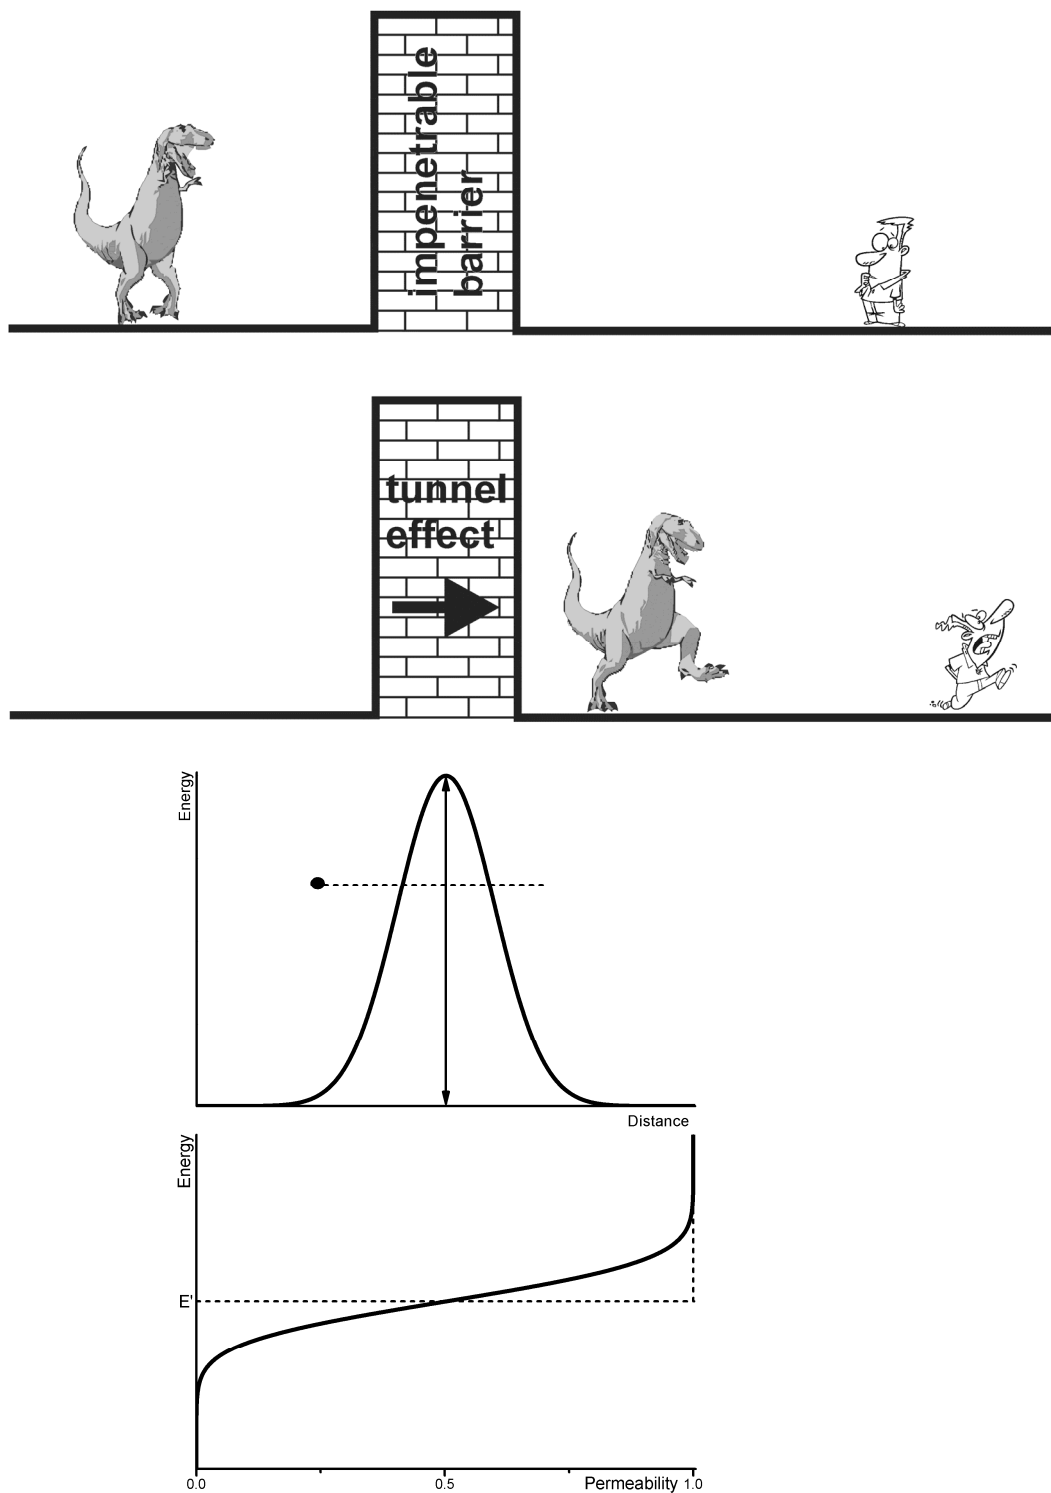 impenetrable
barrier
tunnel
effect
Energy
Distance
Energy
E'
0.0
0.5
Permeability 1.0